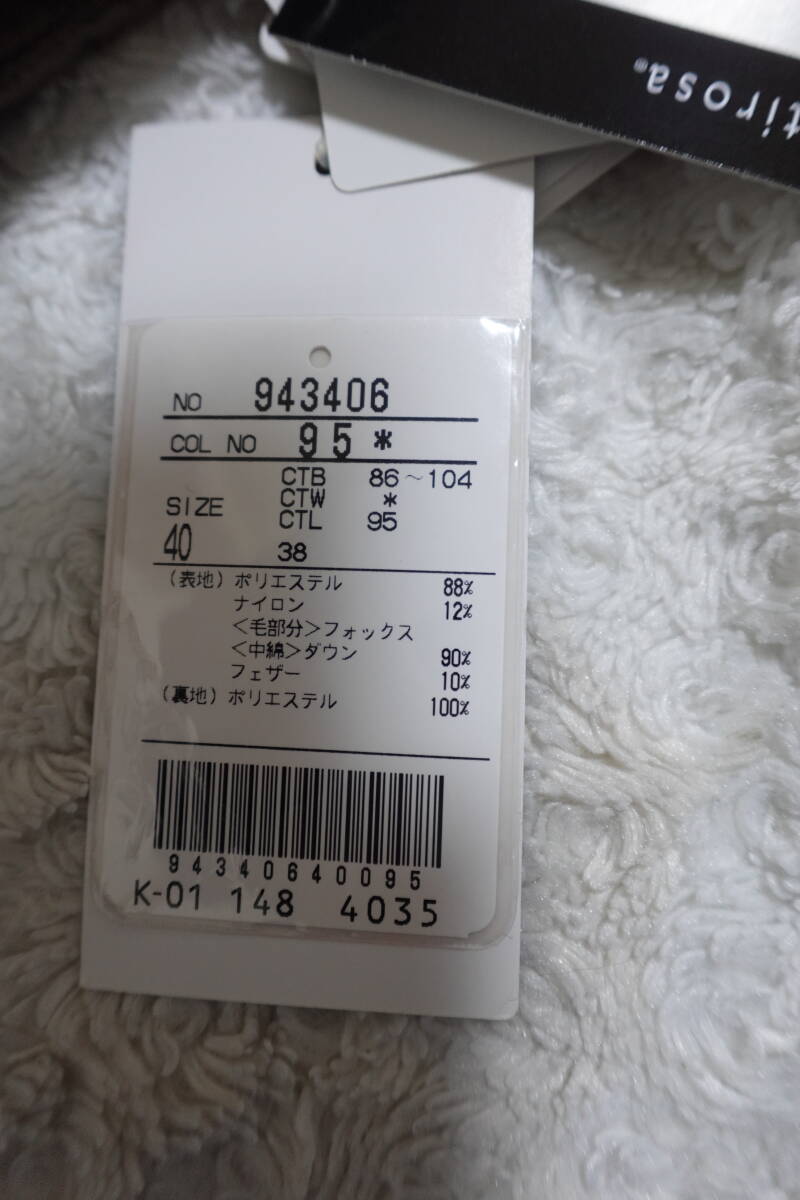 tirosa®
NO 943406
COL NO 95 *
CTB 86~104
CTW *
SIZE
CTL 95
40 38
(表地) ポリエステル 88%
ナイロン 12%
<毛部分>フォックス
<中綿>ダウン 90%
フェザー 10%
(裏地) ポリエステル 100%
943406400 95
K-01 148 4035